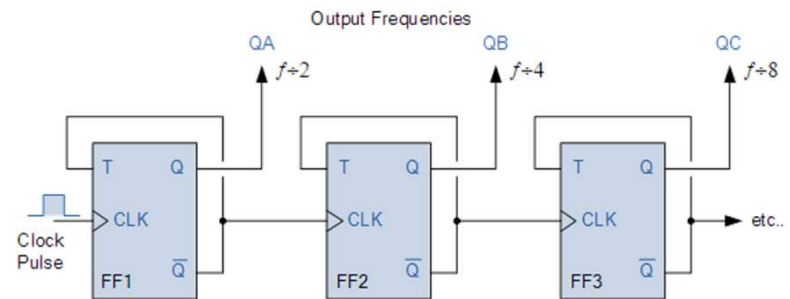 Output Frequencies
QA QB QC
f÷2 f÷4 f÷8
T Q T Q T Q
CLK CLK CLK etc..
Clock
Pulse
Q̅ Q̅ Q̅
FF1 FF2 FF3